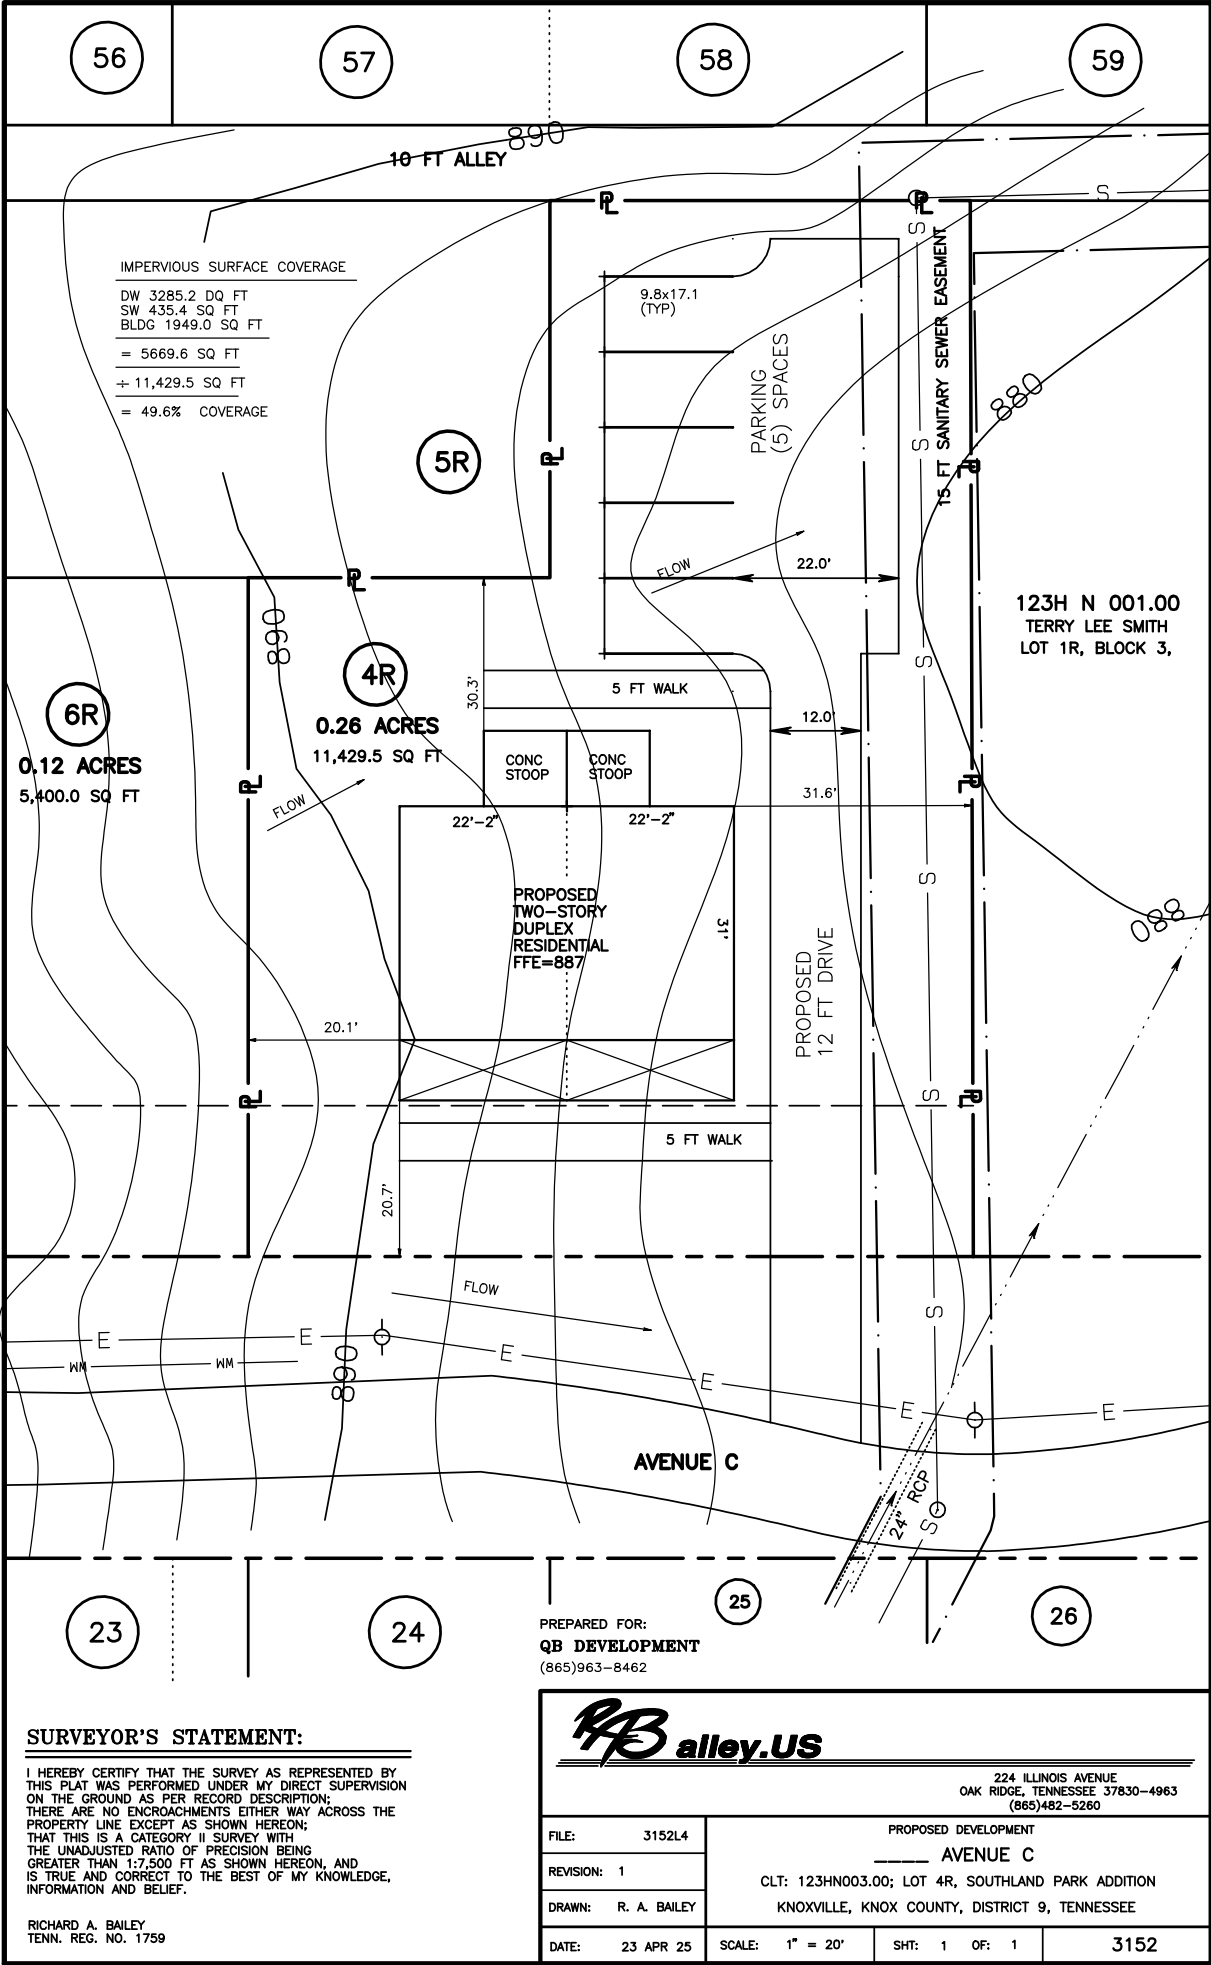 56
57
58
59
890
10 FT ALLEY
PL
PL
S
S
IMPERVIOUS SURFACE COVERAGE
DW 3285.2 DQ FT
SW 435.4 SQ FT
BLDG 1949.0 SQ FT
= 5669.6 SQ FT
÷ 11,429.5 SQ FT
= 49.6% COVERAGE
9.8x17.1
(TYP)
PARKING
(5) SPACES
15 FT SANITARY SEWER EASEMENT
880
5R
PL
S
PL
FLOW
22.0'
PL
890
123H N 001.00
TERRY LEE SMITH
LOT 1R, BLOCK 3,
S
4R
30.3'
5 FT WALK
6R
0.26 ACRES
11,429.5 SQ FT
12.0'
0.12 ACRES
5,400.0 SQ FT
CONC
STOOP
CONC
STOOP
PL
PL
FLOW
31.6'
22'-2"
22'-2"
S
PROPOSED
TWO-STORY
DUPLEX
RESIDENTIAL
FFE=887
31'
880
PROPOSED
12 FT DRIVE
20.1'
PL
S
PL
5 FT WALK
20.7'
FLOW
S
E
E
E
E
E
E
WM
WM
890
AVENUE C
24" RCP
S
23
24
25
26
PREPARED FOR:
QB DEVELOPMENT
(865)963-8462
SURVEYOR'S STATEMENT:
I HEREBY CERTIFY THAT THE SURVEY AS REPRESENTED BY
THIS PLAT WAS PERFORMED UNDER MY DIRECT SUPERVISION
ON THE GROUND AS PER RECORD DESCRIPTION;
THERE ARE NO ENCROACHMENTS EITHER WAY ACROSS THE
PROPERTY LINE EXCEPT AS SHOWN HEREON;
THAT THIS IS A CATEGORY II SURVEY WITH
THE UNADJUSTED RATIO OF PRECISION BEING
GREATER THAN 1:7,500 FT AS SHOWN HEREON, AND
IS TRUE AND CORRECT TO THE BEST OF MY KNOWLEDGE,
INFORMATION AND BELIEF.
RICHARD A. BAILEY
TENN. REG. NO. 1759
RABailey.US
224 ILLINOIS AVENUE
OAK RIDGE, TENNESSEE 37830-4963
(865)482-5260
FILE: 3152L4
REVISION: 1
DRAWN: R. A. BAILEY
DATE: 23 APR 25
PROPOSED DEVELOPMENT
____ AVENUE C
CLT: 123HN003.00; LOT 4R, SOUTHLAND PARK ADDITION
KNOXVILLE, KNOX COUNTY, DISTRICT 9, TENNESSEE
SCALE: 1" = 20'
SHT: 1 OF: 1
3152